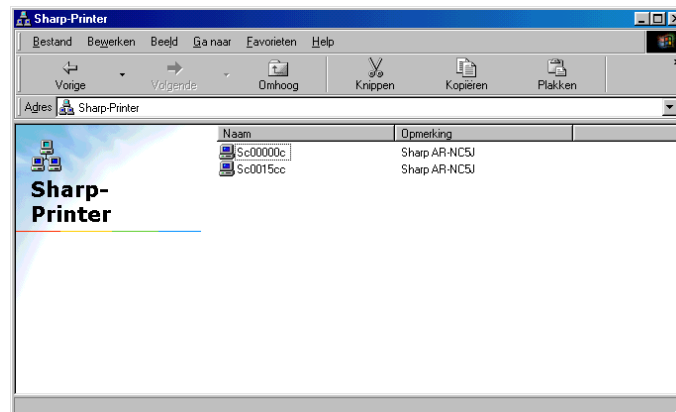 Sharp-Printer
Bestand Bewerken Beeld Ga naar Favorieten Help
Vorige Volgende Omhoog Knippen Kopiëren Plakken
Adres Sharp-Printer
Naam Opmerking
Sc00000c Sharp AR-NC5J
Sc0015cc Sharp AR-NC5J
Sharp-
Printer